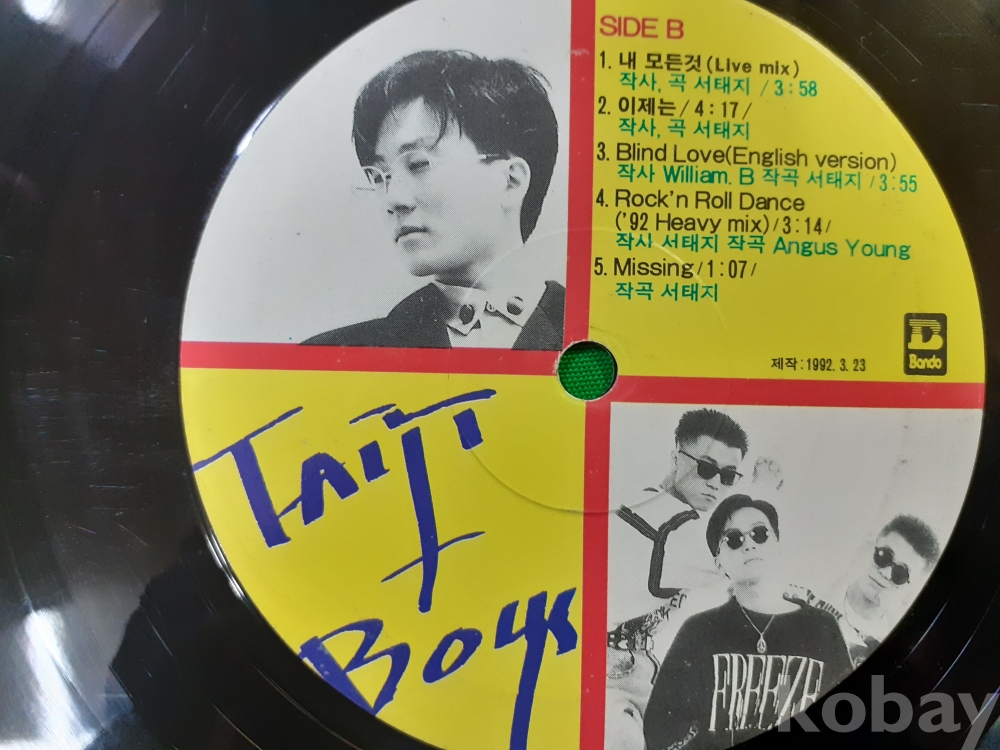 SIDE B
1. 내 모든것 (Live mix)
작사, 곡 서태지 / 3:58
2. 이제는 / 4:17 /
작사, 곡 서태지
3. Blind Love(English version)
작사 William. B 작곡 서태지 / 3:55
4. Rock'n Roll Dance
('92 Heavy mix) / 3:14 /
작사 서태지 작곡 Angus Young
5. Missing / 1:07 /
작곡 서태지
B
Bando
제작:1992. 3. 23
TAIJI
+
Boys
FREEZE
kobay